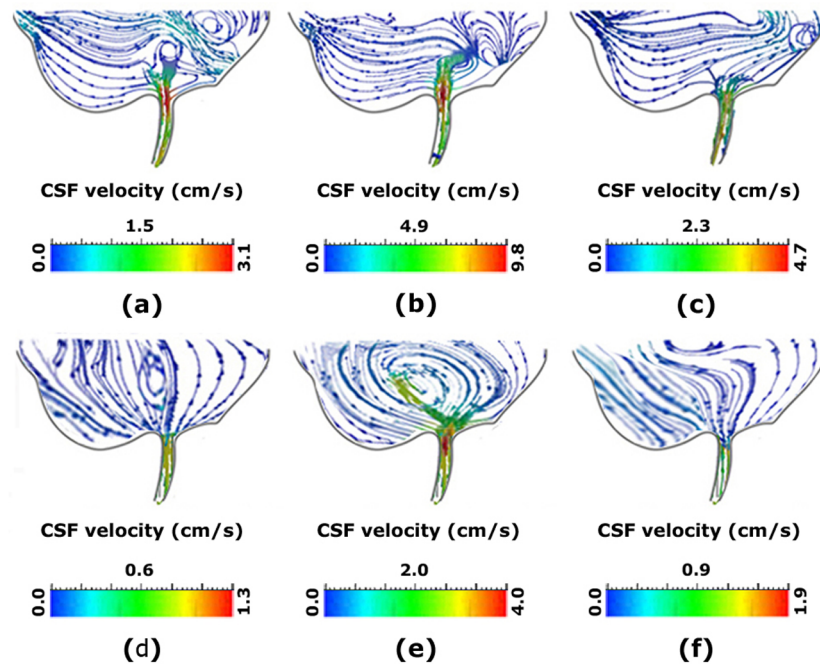 CSF velocity (cm/s) CSF velocity (cm/s) CSF velocity (cm/s)
1.5 4.9 2.3
0.0 3.1 0.0 9.8 0.0 4.7
(a) (b) (c)
CSF velocity (cm/s) CSF velocity (cm/s) CSF velocity (cm/s)
0.6 2.0 0.9
0.0 1.3 0.0 4.0 0.0 1.9
(d) (e) (f)